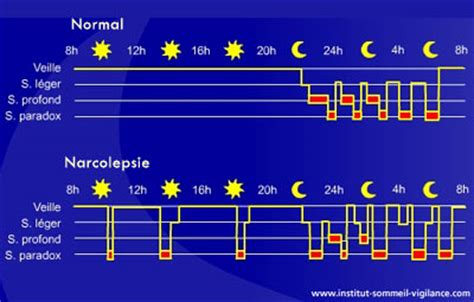 Normal
8h 12h 16h 20h 24h 4h 8h
Veille
S. léger
S. profond
S. paradox
Narcolepsie
8h 12h 16h 20h 24h 4h 8h
Veille
S. léger
S. profond
S. paradox
www.institut-sommeil-vigilance.com